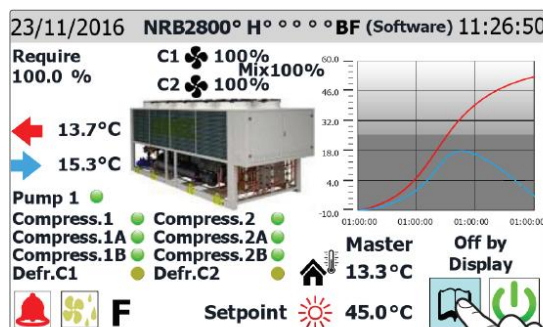 23/11/2016 NRB2800° H° ° ° ° ° BF (Software) 11:26:50
Require
100.0 %
C1 100%
Mix100%
C2 100%
13.7°C
15.3°C
Pump 1
Compress.1 Compress.2
Compress.1A Compress.2A
Compress.1B Compress.2B
Defr.C1 Defr.C2
60.0
46.0
32.0
18.0
4.0
-10.0
01:00:00 01:00:00 01:00:00 01:00:00
Master
13.3°C
Off by
Display
F
Setpoint 45.0°C